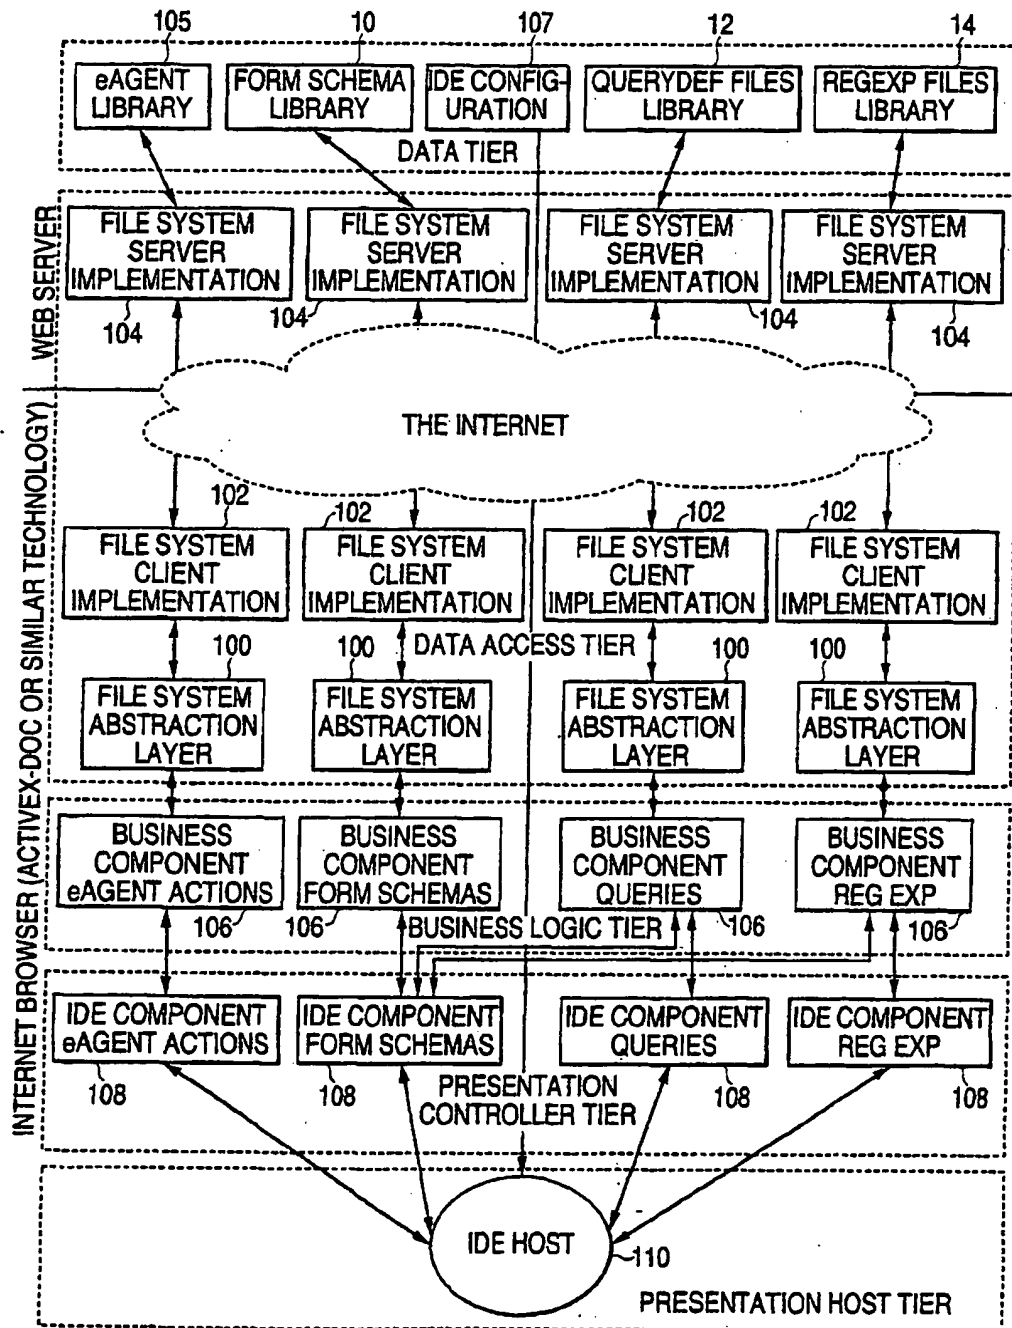 105
10
107
12
14
eAGENT
LIBRARY
FORM SCHEMA
LIBRARY
IDE CONFIG-
URATION
QUERYDEF FILES
LIBRARY
REGEXP FILES
LIBRARY
DATA TIER
WEB SERVER
FILE SYSTEM
SERVER
IMPLEMENTATION
FILE SYSTEM
SERVER
IMPLEMENTATION
FILE SYSTEM
SERVER
IMPLEMENTATION
FILE SYSTEM
SERVER
IMPLEMENTATION
104
104
104
104
THE INTERNET
INTERNET BROWSER (ACTIVEX-DOC OR SIMILAR TECHNOLOGY)
102
102
102
102
FILE SYSTEM
CLIENT
IMPLEMENTATION
FILE SYSTEM
CLIENT
IMPLEMENTATION
FILE SYSTEM
CLIENT
IMPLEMENTATION
FILE SYSTEM
CLIENT
IMPLEMENTATION
DATA ACCESS TIER
100
100
100
100
FILE SYSTEM
ABSTRACTION
LAYER
FILE SYSTEM
ABSTRACTION
LAYER
FILE SYSTEM
ABSTRACTION
LAYER
FILE SYSTEM
ABSTRACTION
LAYER
BUSINESS
COMPONENT
eAGENT ACTIONS
BUSINESS
COMPONENT
FORM SCHEMAS
BUSINESS
COMPONENT
QUERIES
BUSINESS
COMPONENT
REG EXP
106
106
106
106
BUSINESS LOGIC TIER
IDE COMPONENT
eAGENT ACTIONS
IDE COMPONENT
FORM SCHEMAS
IDE COMPONENT
QUERIES
IDE COMPONENT
REG EXP
108
108
108
108
PRESENTATION
CONTROLLER TIER
IDE HOST
110
PRESENTATION HOST TIER